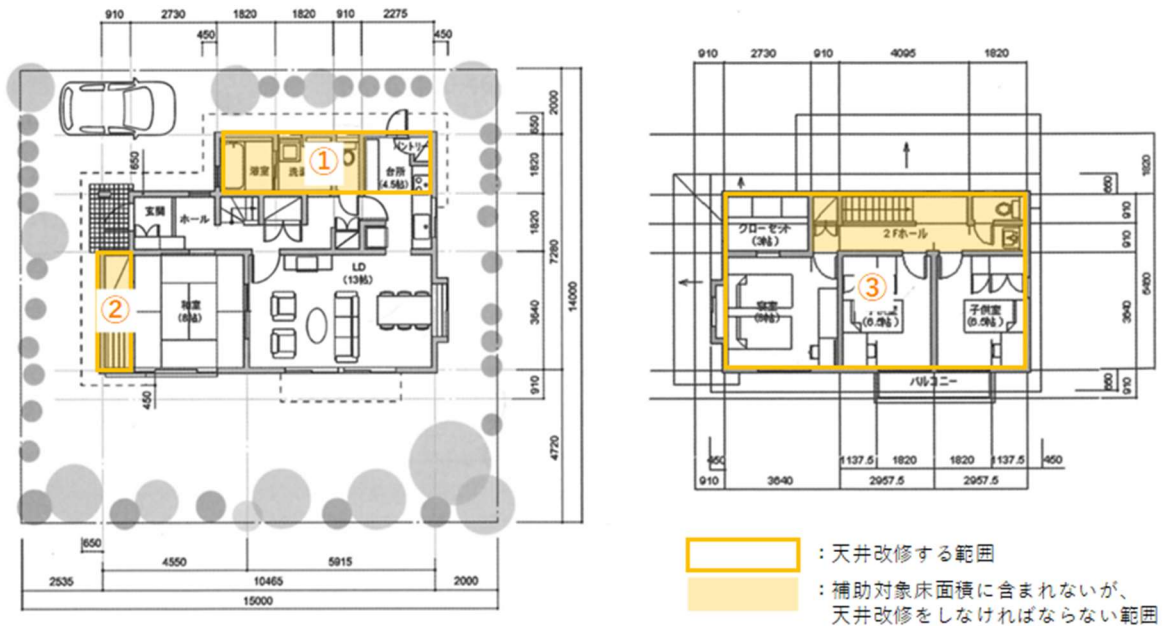 910 2730 1820 1820 910 2275
450 450
910 2730 910 4095 1820
2000
650
1820
650
1820
7280
3640
14000
910
4720
① パントリー
浴室 洗
台所
(4.5帖)
玄関
ホール
LD
(13帖)
②
和室
(8帖)
450
650
4550 5915
2535 10465 2000
15000
クローゼット
(3帖)
2Fホール
③
寝室
(8帖)
(6.5帖)
子供室
(6.5帖)
バルコニー
1820
650
910
910
5460
3640
650
910
450 1137.5 1820 1820 1137.5 450
910 3640 2957.5 2957.5
:天井改修する範囲
:補助対象床面積に含まれないが、
天井改修をしなければならない範囲